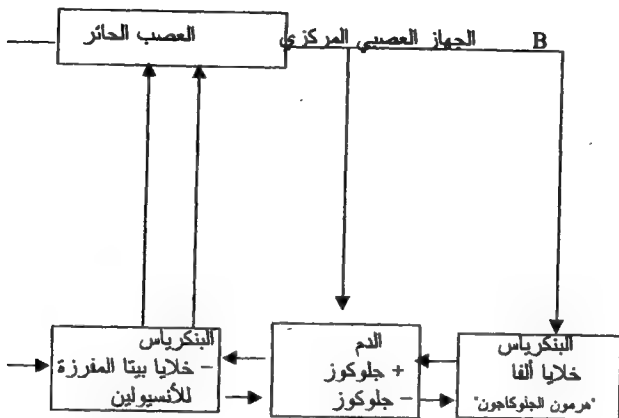 العصب الحائر
الجهاز العصبي المركزي B
البنكرياس
خلايا ألفا
"هرمون الجلوكاجون"
الدم
+ جلوكوز
- جلوكوز
البنكرياس
- خلايا بيتا المفرزة
للأنسيولين